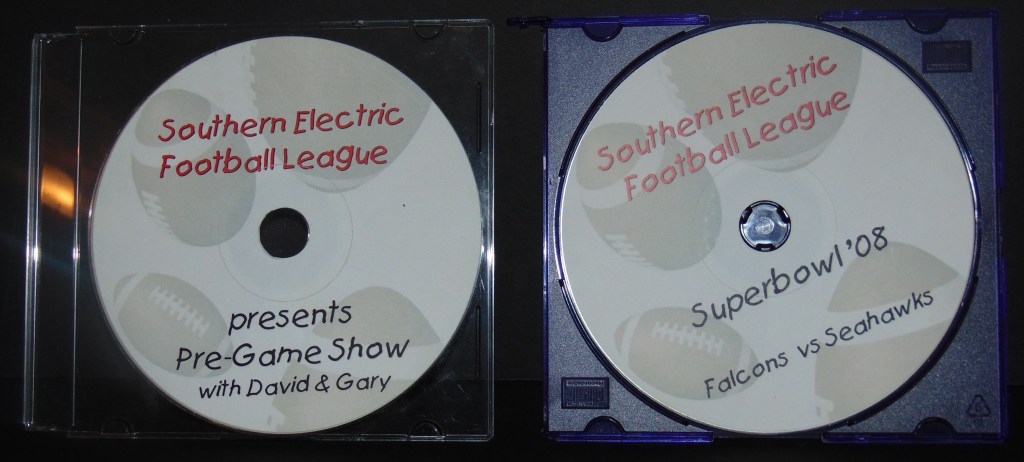 Southern Electric
Football League
presents
Pre-Game Show
with David & Gary
Southern Electric
Football League
Superbowl '08
Falcons vs Seahawks